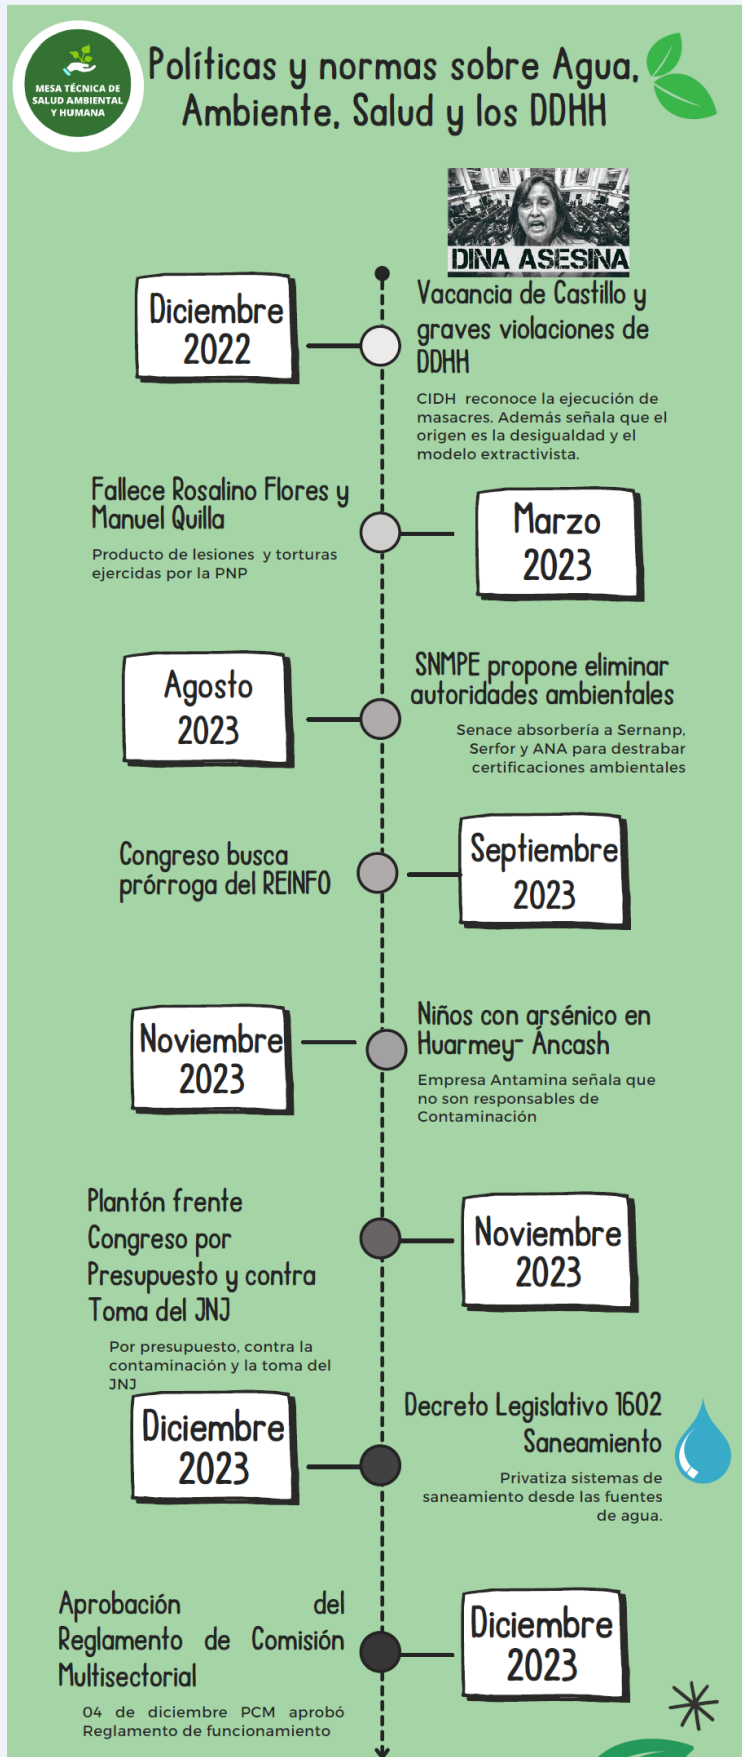 MESA TÉCNICA DE
SALUD AMBIENTAL
Y HUMANA
Políticas y normas sobre Agua,
Ambiente, Salud y los DDHH
DINA ASESINA
Diciembre
2022
Vacancia de Castillo y
graves violaciones de
DDHH
CIDH reconoce la ejecución de
masacres. Además señala que el
origen es la desigualdad y el
modelo extractivista.
Fallece Rosalino Flores y
Manuel Quilla
Producto de lesiones y torturas
ejercidas por la PNP
Marzo
2023
Agosto
2023
SNMPE propone eliminar
autoridades ambientales
Senace absorbería a Sernanp,
Serfor y ANA para destrabar
certificaciones ambientales
Congreso busca
prórroga del REINFO
Septiembre
2023
Noviembre
2023
Niños con arsénico en
Huarmey- Áncash
Empresa Antamina señala que
no son responsables de
Contaminación
Plantón frente
Congreso por
Presupuesto y contra
Toma del JNJ
Por presupuesto, contra la
contaminación y la toma del
JNJ
Noviembre
2023
Diciembre
2023
Decreto Legislativo 1602
Saneamiento
Privatiza sistemas de
saneamiento desde las fuentes
de agua.
Aprobación del
Reglamento de Comisión
Multisectorial
04 de diciembre PCM aprobó
Reglamento de funcionamiento
Diciembre
2023